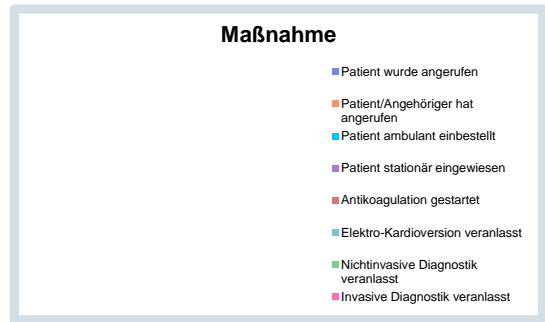 Maßnahme
Patient wurde angerufen
Patient/Angehöriger hat
angerufen
Patient ambulant einbestellt
Patient stationär eingewiesen
Antikoagulation gestartet
Elektro-Kardioversion veranlasst
Nichtinvasive Diagnostik
veranlasst
Invasive Diagnostik veranlasst